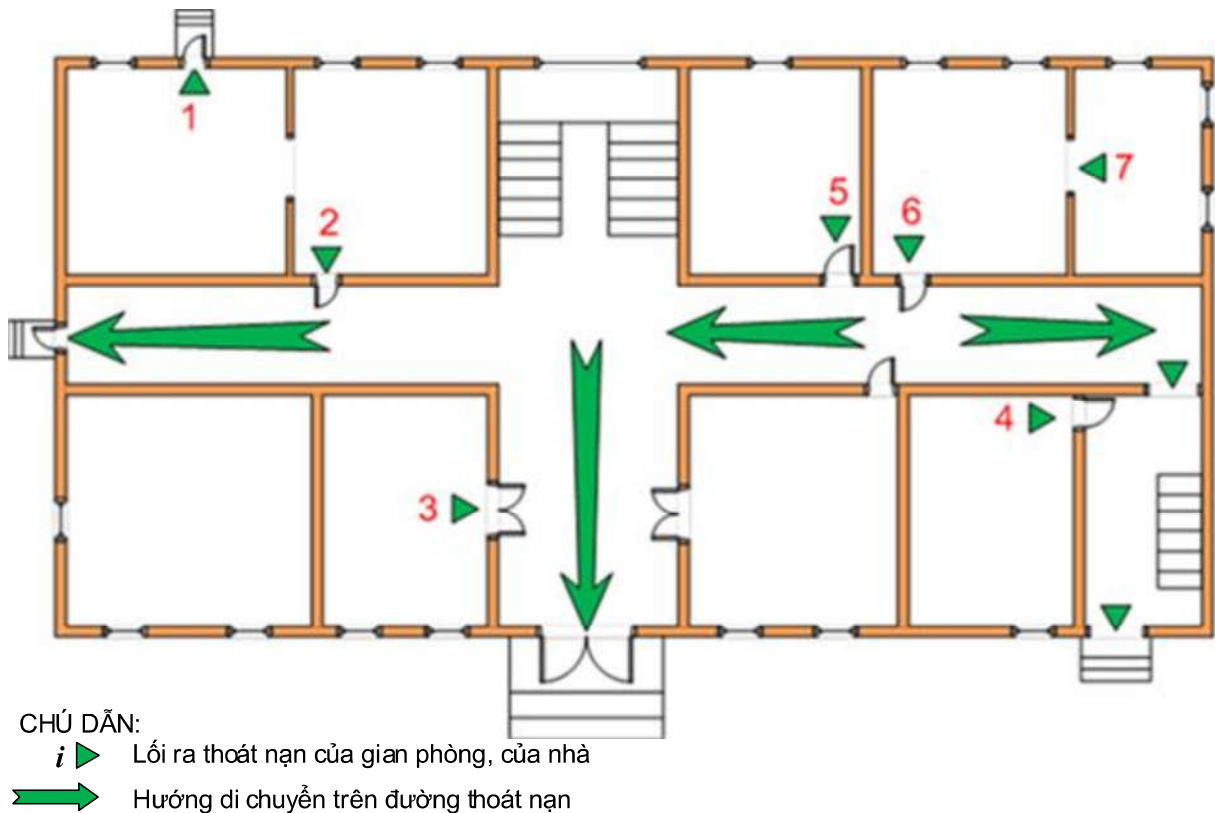 1
2
5
6
7
4
3
CHÚ DẪN:
i Lối ra thoát nạn của gian phòng, của nhà
Hướng di chuyển trên đường thoát nạn